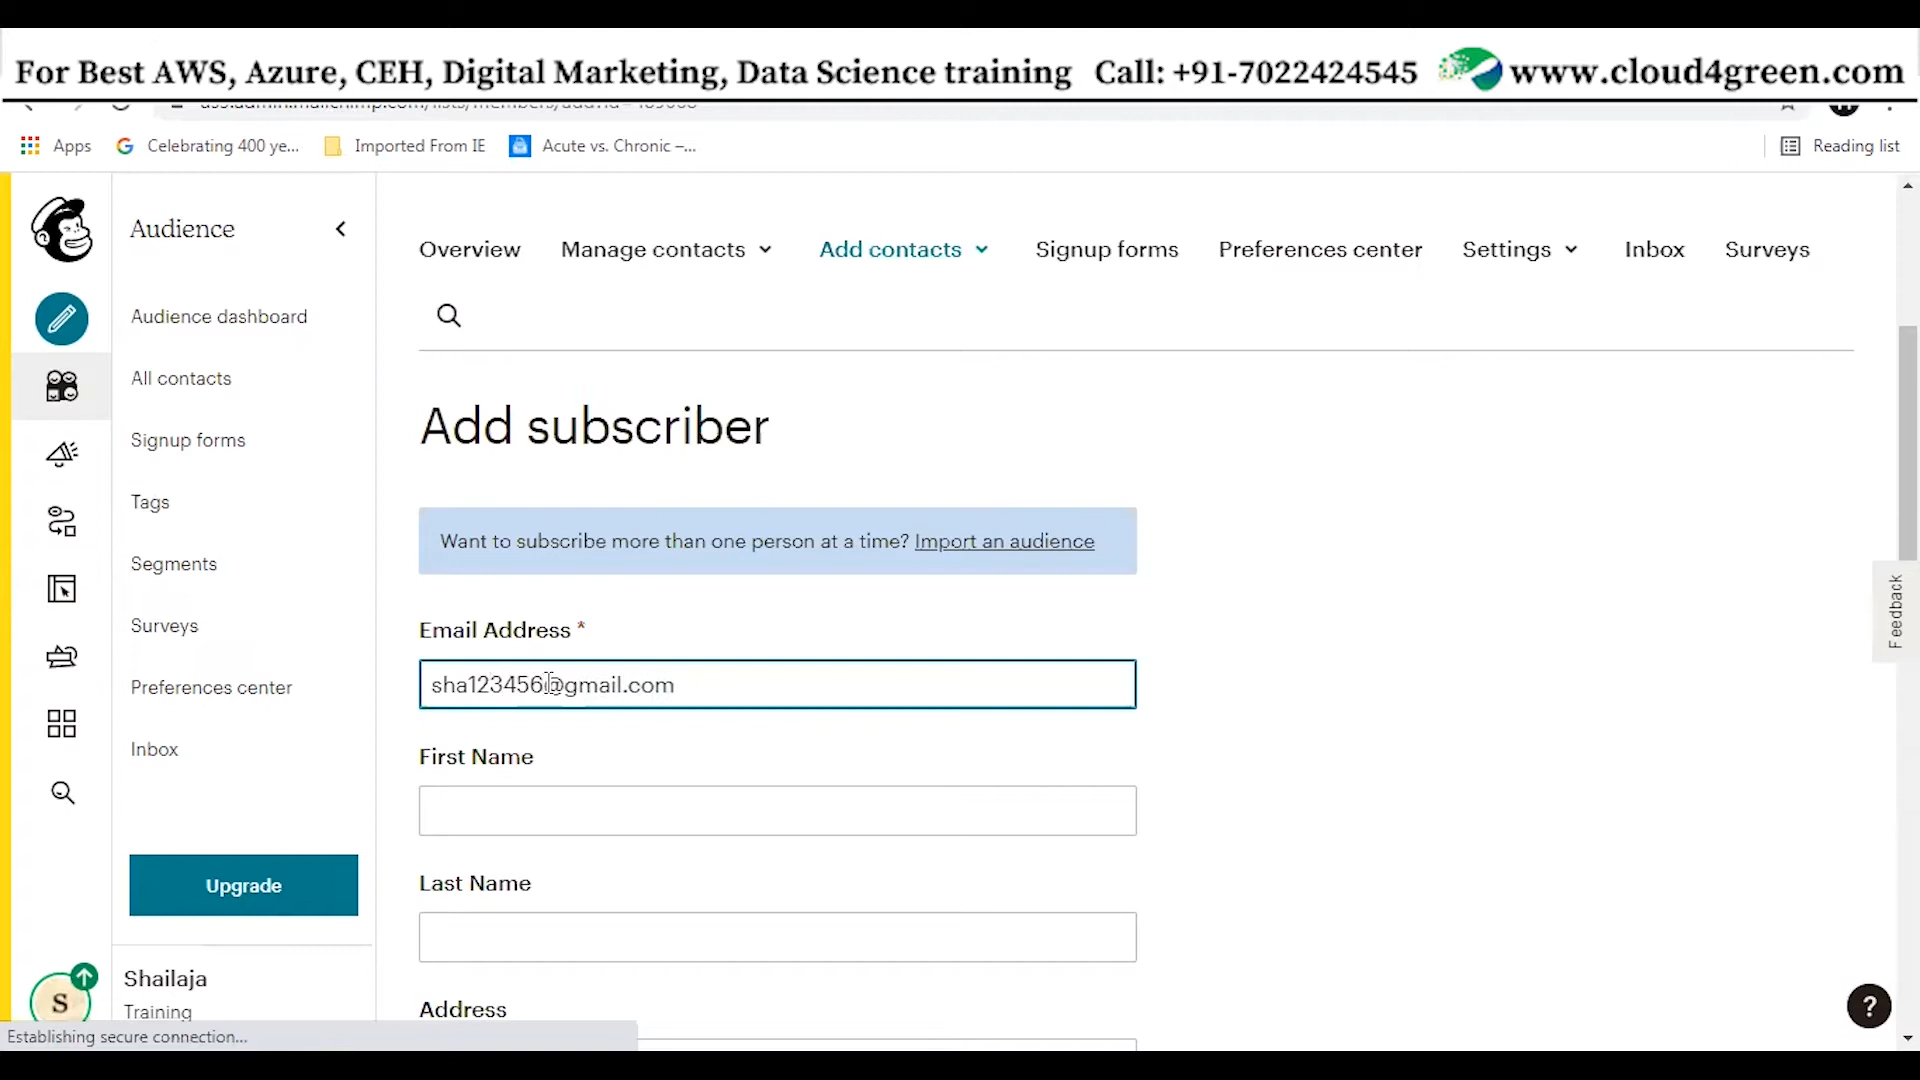 For Best AWS, Azure, CEH, Digital Marketing, Data Science training Call: +91-7022424545 www.cloud4green.com
Apps Celebrating 400 ye... Imported From IE Acute vs. Chronic –... Reading list
Audience
Overview Manage contacts Add contacts Signup forms Preferences center Settings Inbox Surveys
Audience dashboard
All contacts
Signup forms
Tags
Segments
Surveys
Preferences center
Inbox
Upgrade
Shailaja
Training
S
Add subscriber
Want to subscribe more than one person at a time? Import an audience
Email Address *
sha123456@gmail.com
First Name
Last Name
Address
Feedback
?
Establishing secure connection...